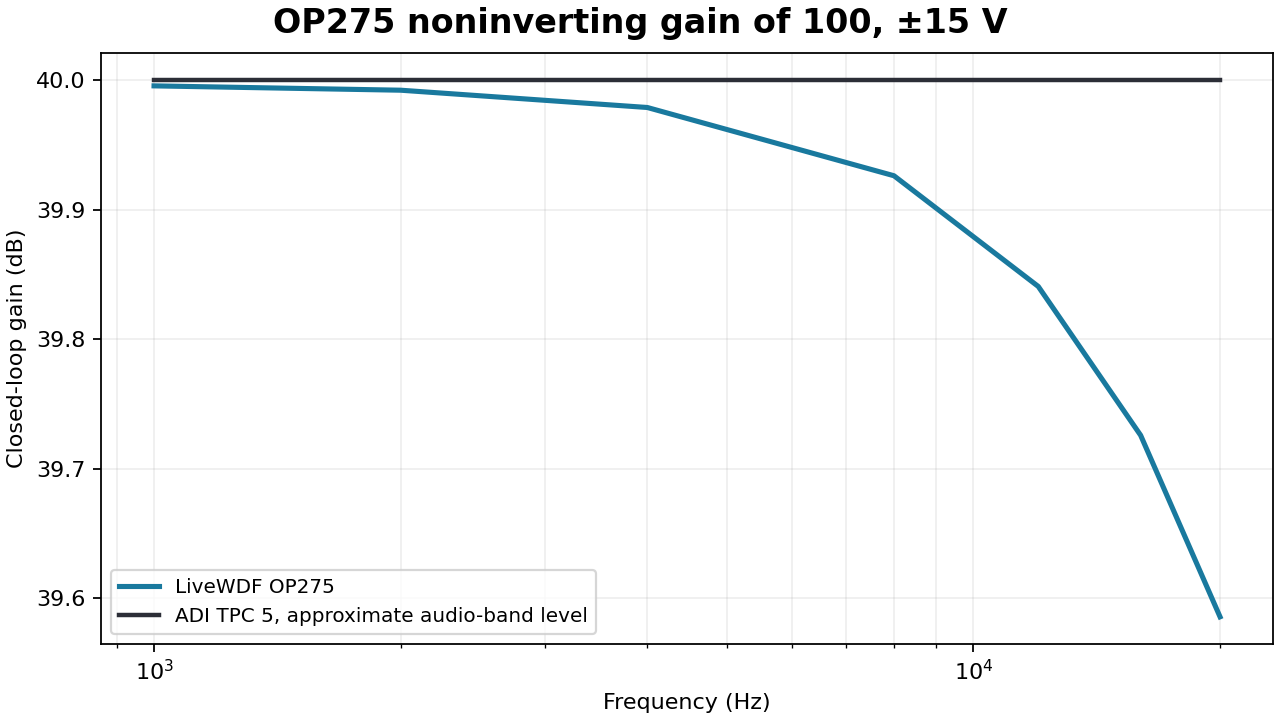 OP275 noninverting gain of 100, ±15 V
Closed-loop gain (dB)
40.0
39.9
39.8
39.7
39.6
LiveWDF OP275
ADI TPC 5, approximate audio-band level
10³
10⁴
Frequency (Hz)